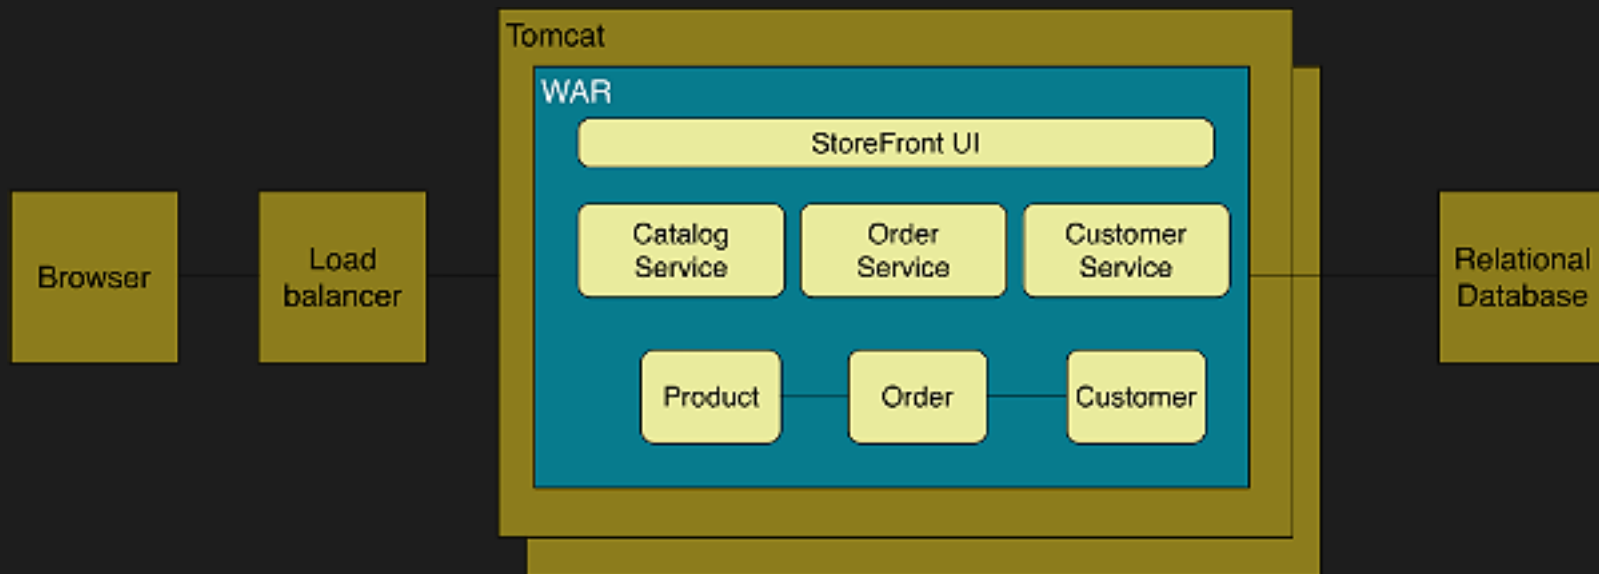 Tomcat
WAR
StoreFront UI
Catalog
Service
Order
Service
Customer
Service
Browser
Load
balancer
Relational
Database
Product
Order
Customer